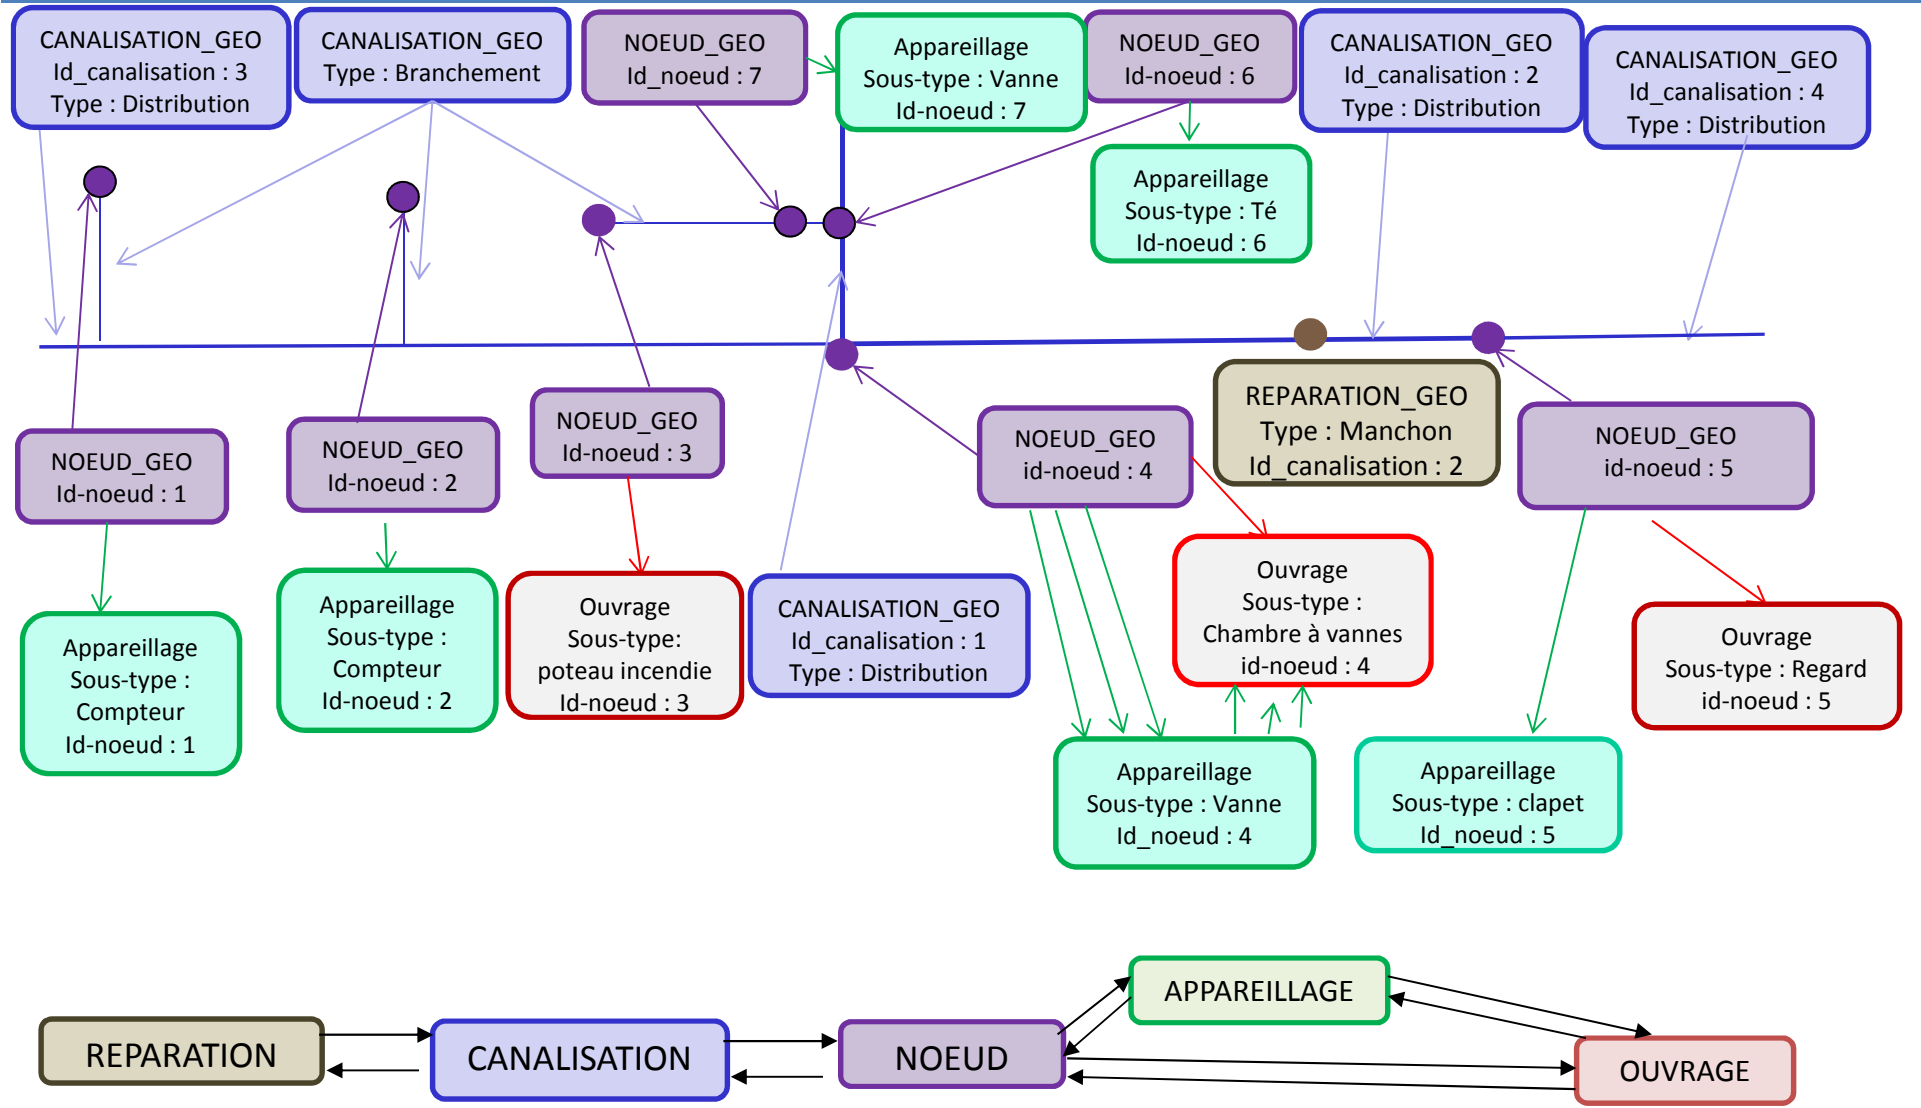 CANALISATION_GEO
Id_canalisation : 3
Type : Distribution
CANALISATION_GEO
Type : Branchement
NOEUD_GEO
Id_noeud : 7
Appareillage
Sous-type : Vanne
Id-noeud : 7
NOEUD_GEO
Id-noeud : 6
CANALISATION_GEO
Id_canalisation : 2
Type : Distribution
CANALISATION_GEO
Id_canalisation : 4
Type : Distribution
Appareillage
Sous-type : Té
Id-noeud : 6
NOEUD_GEO
Id-noeud : 1
NOEUD_GEO
Id-noeud : 2
NOEUD_GEO
Id-noeud : 3
NOEUD_GEO
id-noeud : 4
REPARATION_GEO
Type : Manchon
Id_canalisation : 2
NOEUD_GEO
id-noeud : 5
Appareillage
Sous-type :
Compteur
Id-noeud : 1
Appareillage
Sous-type :
Compteur
Id-noeud : 2
Ouvrage
Sous-type:
poteau incendie
Id-noeud : 3
CANALISATION_GEO
Id_canalisation : 1
Type : Distribution
Ouvrage
Sous-type :
Chambre à vannes
id-noeud : 4
Ouvrage
Sous-type : Regard
id-noeud : 5
Appareillage
Sous-type : Vanne
Id_noeud : 4
Appareillage
Sous-type : clapet
Id_noeud : 5
REPARATION
CANALISATION
NOEUD
APPAREILLAGE
OUVRAGE